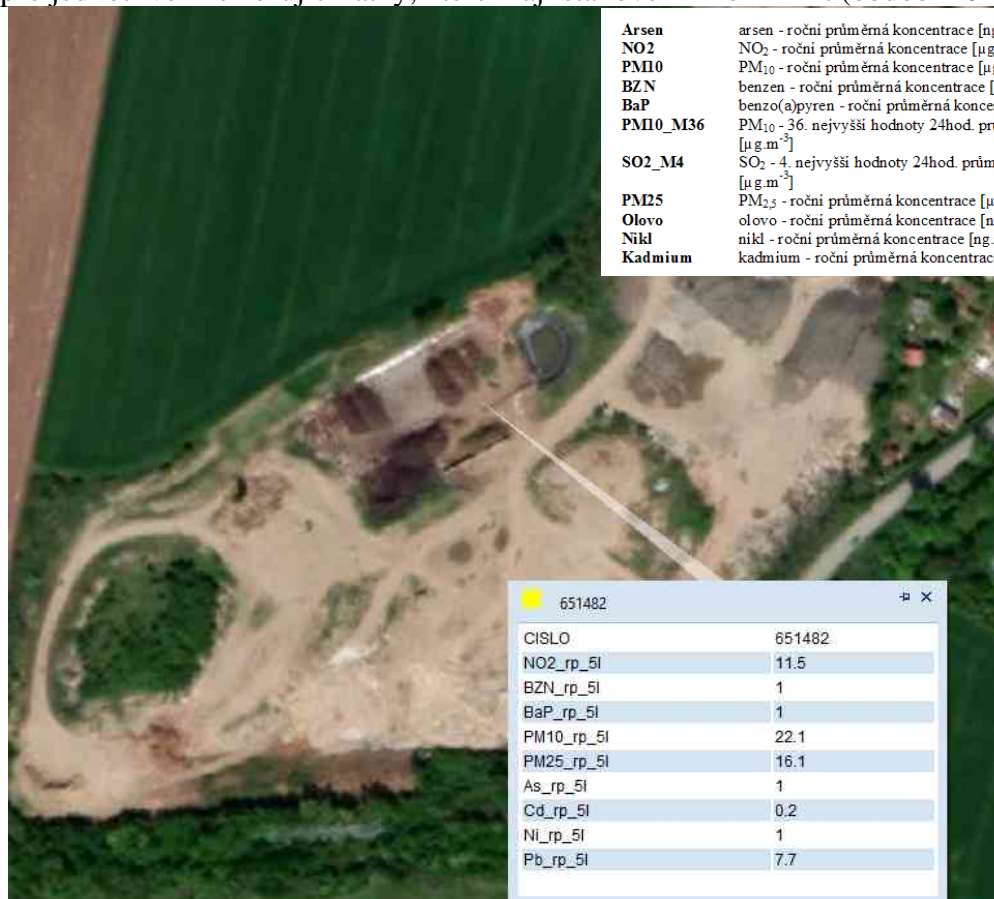 Arsen arsen - roční průměrná koncentrace [ng
NO2 NO₂ - roční průměrná koncentrace [µg
PM10 PM₁₀ - roční průměrná koncentrace [µg
BZN benzen - roční průměrná koncentrace [
BaP benzo(a)pyren - roční průměrná konce
PM10_M36 PM₁₀ - 36. nejvyšší hodnoty 24hod. pr
[µg.m⁻³]
SO2_M4 SO₂ - 4. nejvyšší hodnoty 24hod. prům
[µg.m⁻³]
PM25 PM₂,₅ - roční průměrná koncentrace [µ
Olovo olovo - roční průměrná koncentrace [n
Nikl nikl - roční průměrná koncentrace [ng.
Kadmium kadmium - roční průměrná koncentrac
651482
CISLO 651482
NO2_rp_5l 11.5
BZN_rp_5l 1
BaP_rp_5l 1
PM10_rp_5l 22.1
PM25_rp_5l 16.1
As_rp_5l 1
Cd_rp_5l 0.2
Ni_rp_5l 1
Pb_rp_5l 7.7